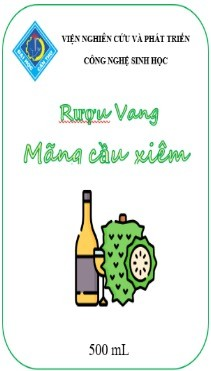 VIỆN NGHIÊN CỨU VÀ PHÁT TRIỂN
CÔNG NGHỆ SINH HỌC
Rượu Vang
Mãng cầu xiêm
500 mL